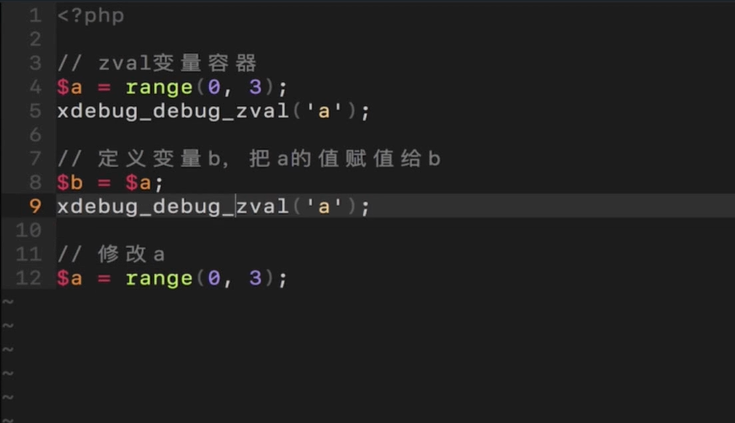 1 <?php
2
3 // zval变量容器
4 $a = range(0, 3);
5 xdebug_debug_zval('a');
6
7 // 定义变量b, 把a的值赋值给b
8 $b = $a;
9 xdebug_debug_zval('a');
10
11 // 修改a
12 $a = range(0, 3);
~
~
~
~
~
~